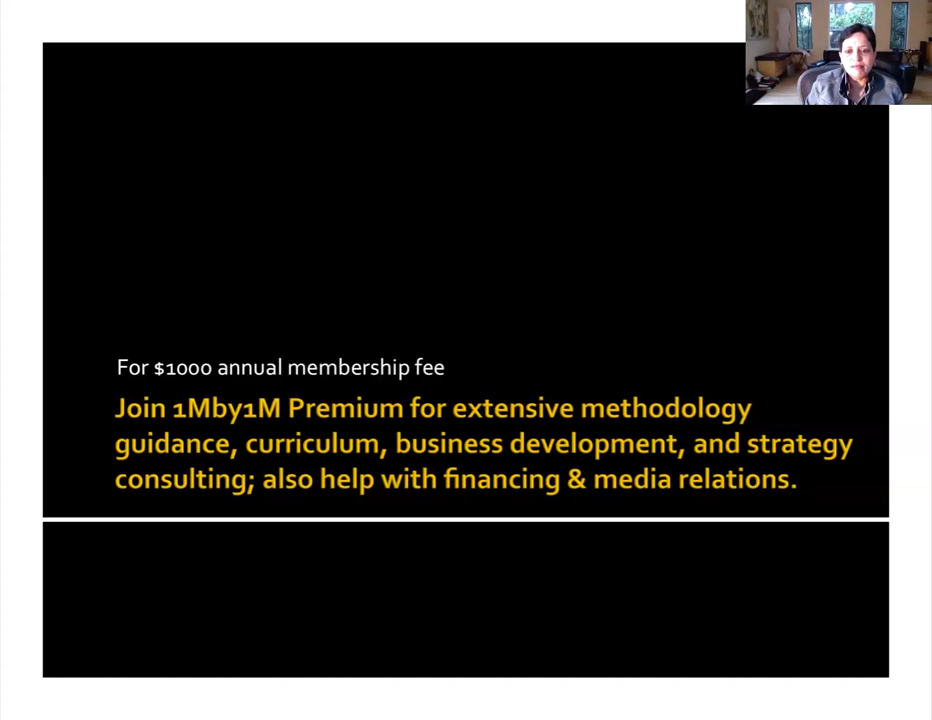 For $1000 annual membership fee
Join 1Mby1M Premium for extensive methodology
guidance, curriculum, business development, and strategy
consulting; also help with financing & media relations.